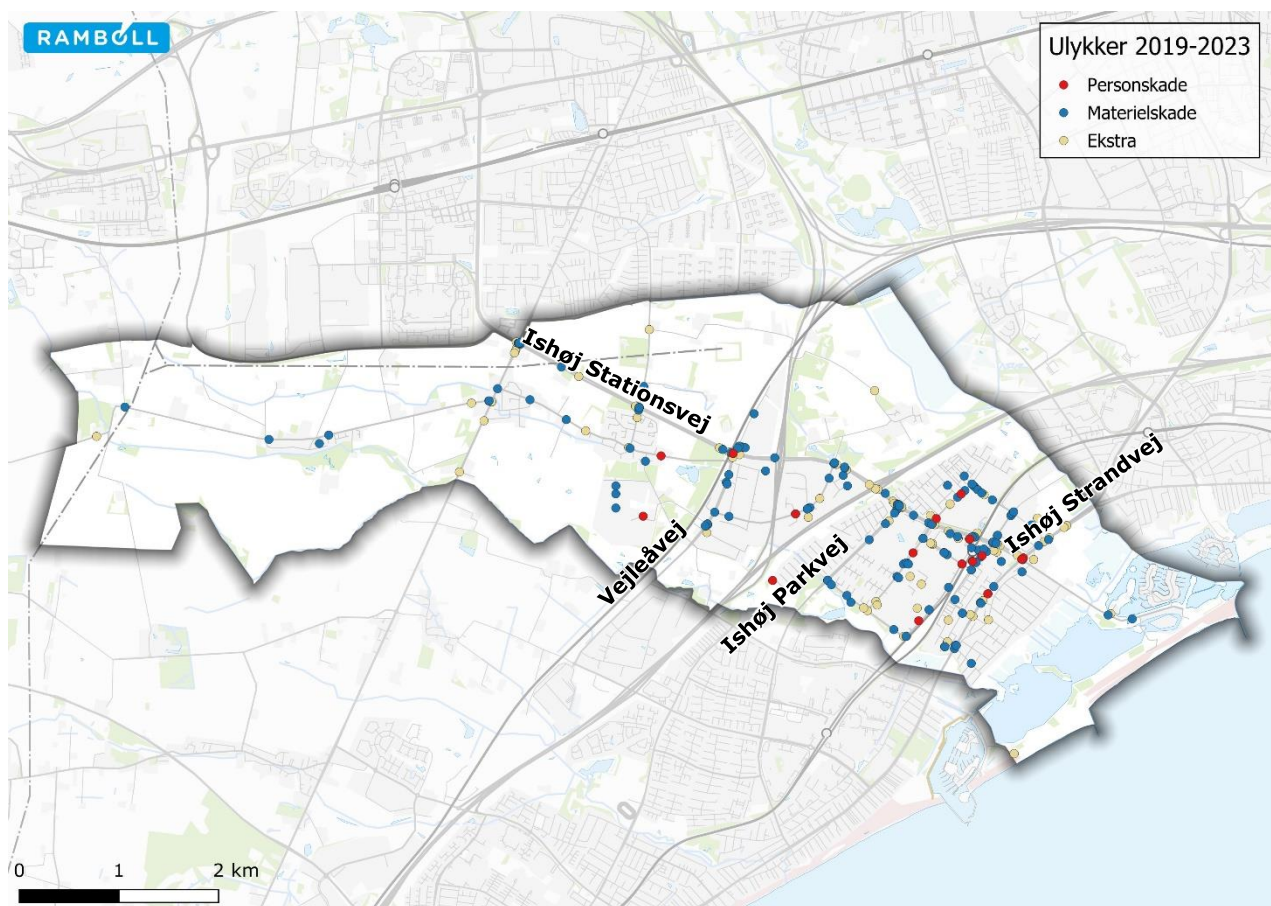 RAMBOLL
Ulykker 2019-2023
Personskade
Materielskade
Ekstra
Ishøj Stationsvej
Ishøj Strandvej
Vejleåvej
Ishøj Parkvej
0 1 2 km